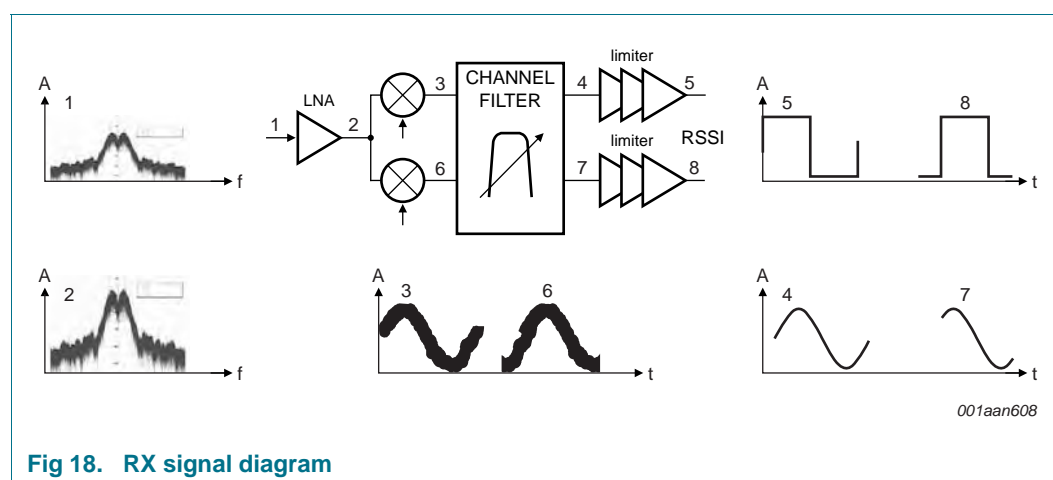 A
1
f
LNA
1
2
3
6
CHANNEL
FILTER
limiter
4
5
RSSI
limiter
7
8
A
5
8
t
A
2
f
A
3
6
t
A
4
7
t
001aan608
Fig 18. RX signal diagram